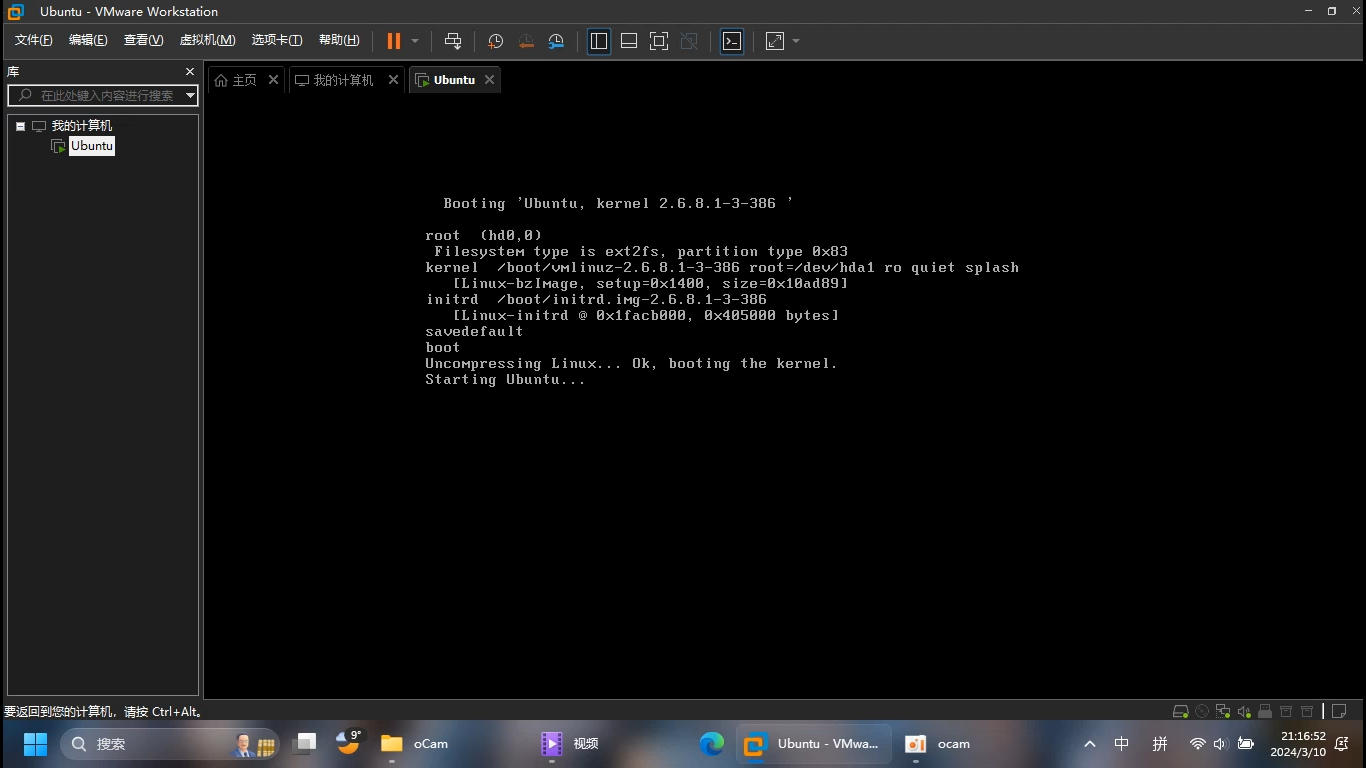 Ubuntu - VMware Workstation
文件(F) 编辑(E) 查看(V) 虚拟机(M) 选项卡(T) 帮助(H)
库
在此处键入内容进行搜索
我的计算机
Ubuntu
主页 我的计算机 Ubuntu
Booting 'Ubuntu, kernel 2.6.8.1-3-386 '
root (hd0,0)
Filesystem type is ext2fs, partition type 0x83
kernel /boot/vmlinuz-2.6.8.1-3-386 root=/dev/hda1 ro quiet splash
[Linux-bzImage, setup=0x1400, size=0x10ad89]
initrd /boot/initrd.img-2.6.8.1-3-386
[Linux-initrd @ 0x1facb000, 0x405000 bytes]
savedefault
boot
Uncompressing Linux... Ok, booting the kernel.
Starting Ubuntu...
要返回到您的计算机，请按 Ctrl+Alt。
搜索 9° oCam 视频 Ubuntu - VMwa... ocam 中 拼 21:16:52
2024/3/10